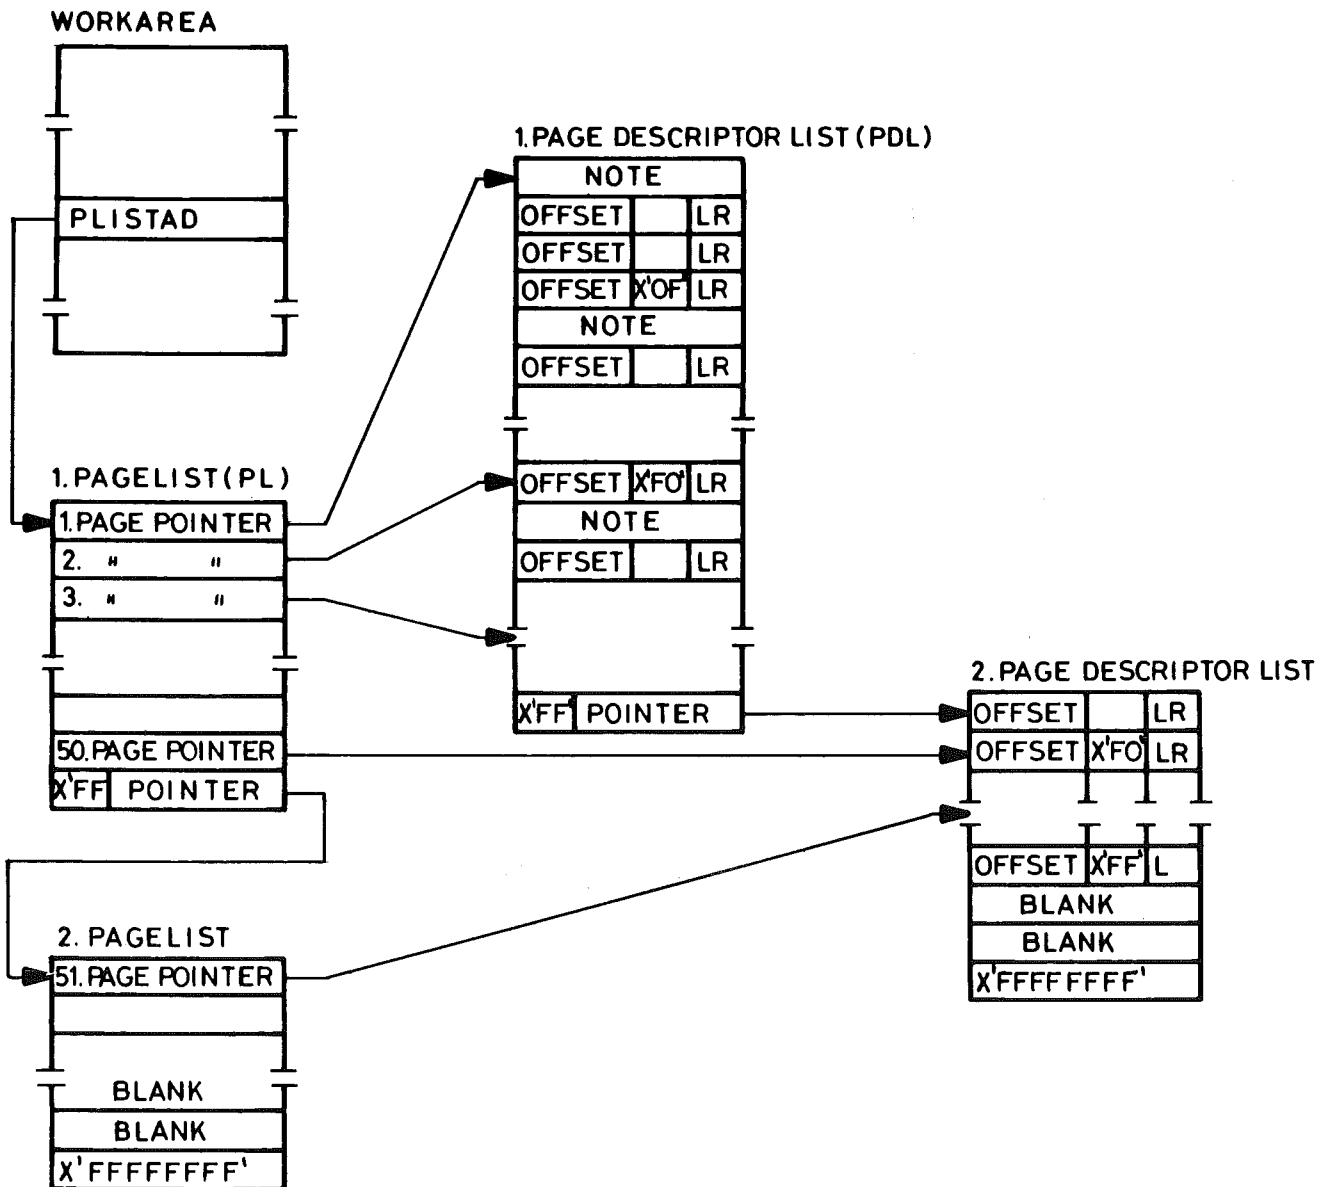 WORKAREA
PLISTAD
1.PAGELIST(PL)
1.PAGE POINTER
2. " "
3. " "
50.PAGE POINTER
X'FF' POINTER
2. PAGELIST
51.PAGE POINTER
BLANK
BLANK
X'FFFFFFFF'
1.PAGE DESCRIPTOR LIST(PDL)
NOTE
OFFSET LR
OFFSET LR
OFFSET X'OF' LR
NOTE
OFFSET LR
OFFSET X'FO' LR
NOTE
OFFSET LR
X'FF' POINTER
2.PAGE DESCRIPTOR LIST
OFFSET LR
OFFSET X'FO' LR
OFFSET X'FF' L
BLANK
BLANK
X'FFFFFFFF'